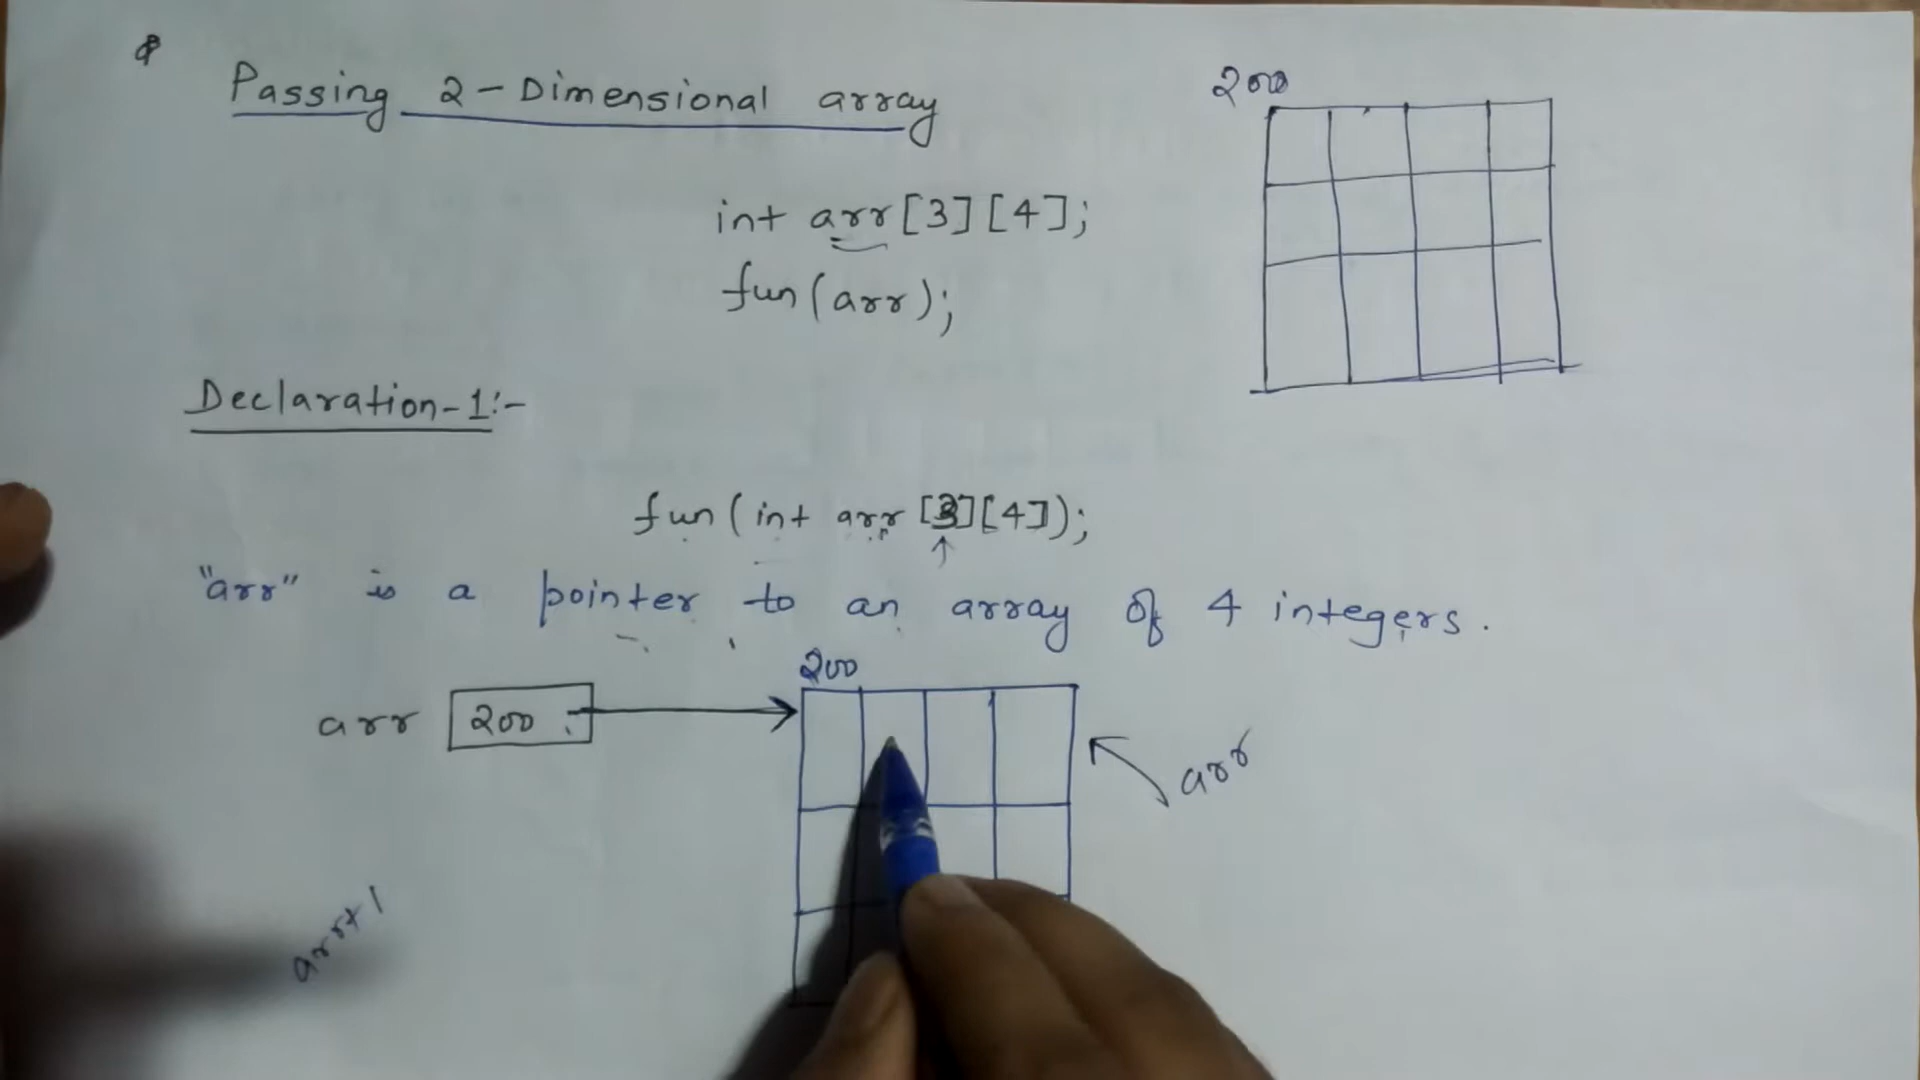 Passing 2-Dimensional array
200
int arr[3][4];
fun(arr);
Declaration-1:-
fun(int arr[3][4]);
"arr" is a pointer to an array of 4 integers.
200
arr 200
arr
arr+1